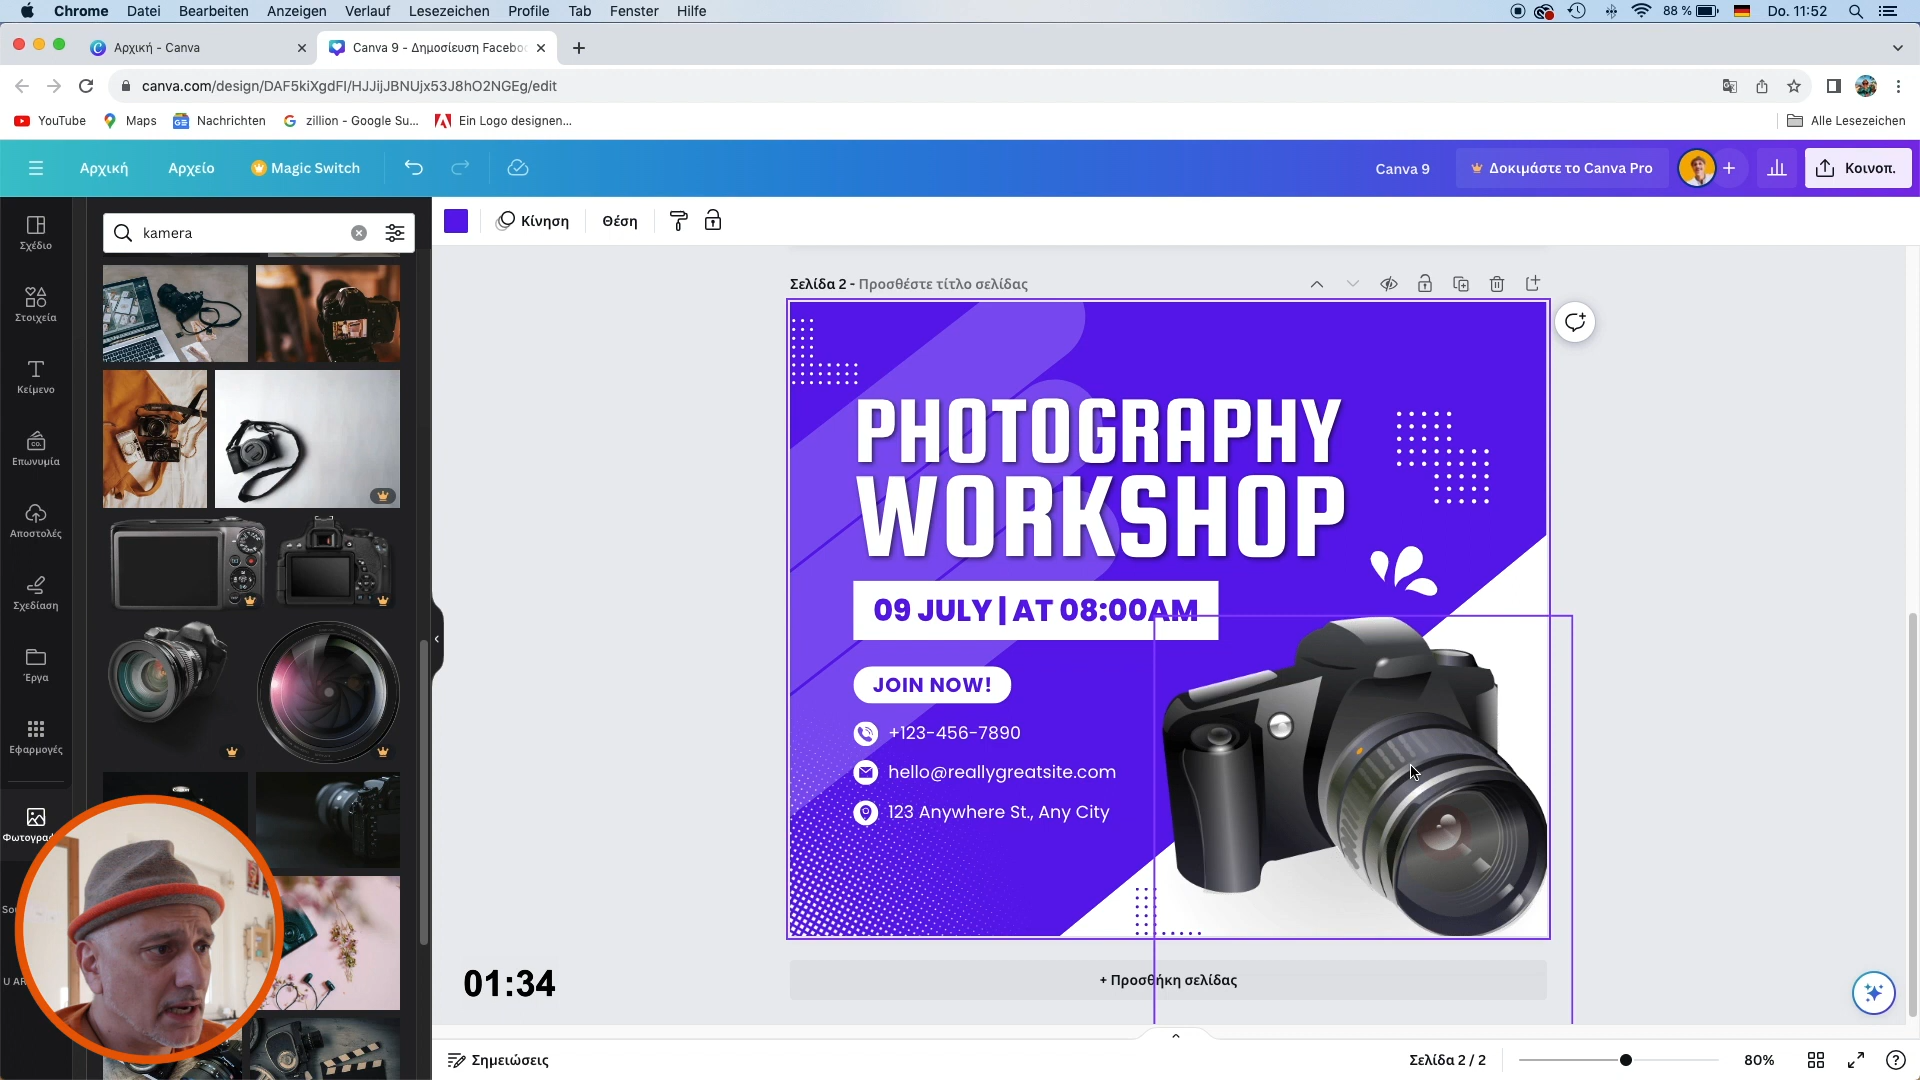 Chrome Datei Bearbeiten Anzeigen Verlauf Lesezeichen Profile Tab Fenster Hilfe 88 % Do. 11:52
Αρχική - Canva
Canva 9 - Δημοσίευση Facebo
canva.com/design/DAF5kiXgdFI/HJJijJBNUjx53J8hO2NGEg/edit
YouTube Maps Nachrichten zillion - Google Su... Ein Logo designen... Alle Lesezeichen
Αρχική Αρχείο Magic Switch Canva 9 Δοκιμάστε το Canva Pro Κοινοπ.
kamera
Κίνηση Θέση
Σχέδιο
Στοιχεία
Κείμενο
Επωνυμία
Αποστολές
Σχεδίαση
Έργα
Εφαρμογές
Φωτογραφ
Σελίδα 2 - Προσθέστε τίτλο σελίδας
PHOTOGRAPHY
WORKSHOP
09 JULY | AT 08:00AM
JOIN NOW!
+123-456-7890
hello@reallygreatsite.com
123 Anywhere St., Any City
01:34
+ Προσθήκη σελίδας
Σημειώσεις
Σελίδα 2 / 2
80%